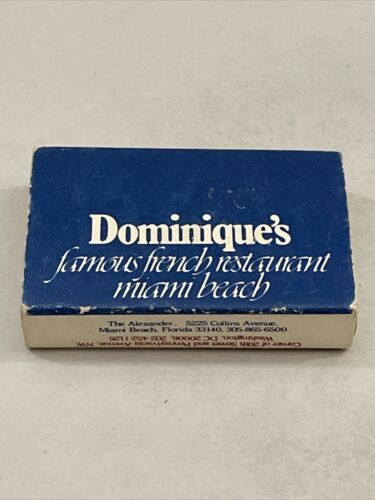 Dominique's
famous french restaurant
miami beach
The Alexander, 5225 Collins Avenue,
Miami Beach, Florida 33140, 305-865-6500
Corner of 20th Street and Pennsylvania Avenue, NW,
Washington, DC 20006, 202-452-1126